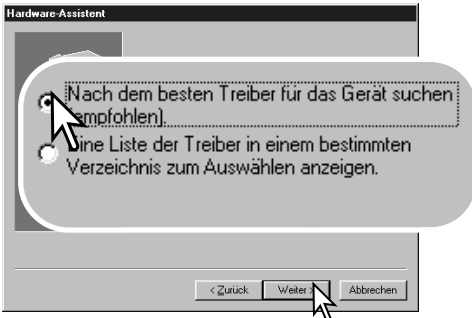 Hardware-Assistent
Nach dem besten Treiber für das Gerät suchen
(empfohlen).
Eine Liste der Treiber in einem bestimmten
Verzeichnis zum Auswählen anzeigen.
< Zurück Weiter > Abbrechen